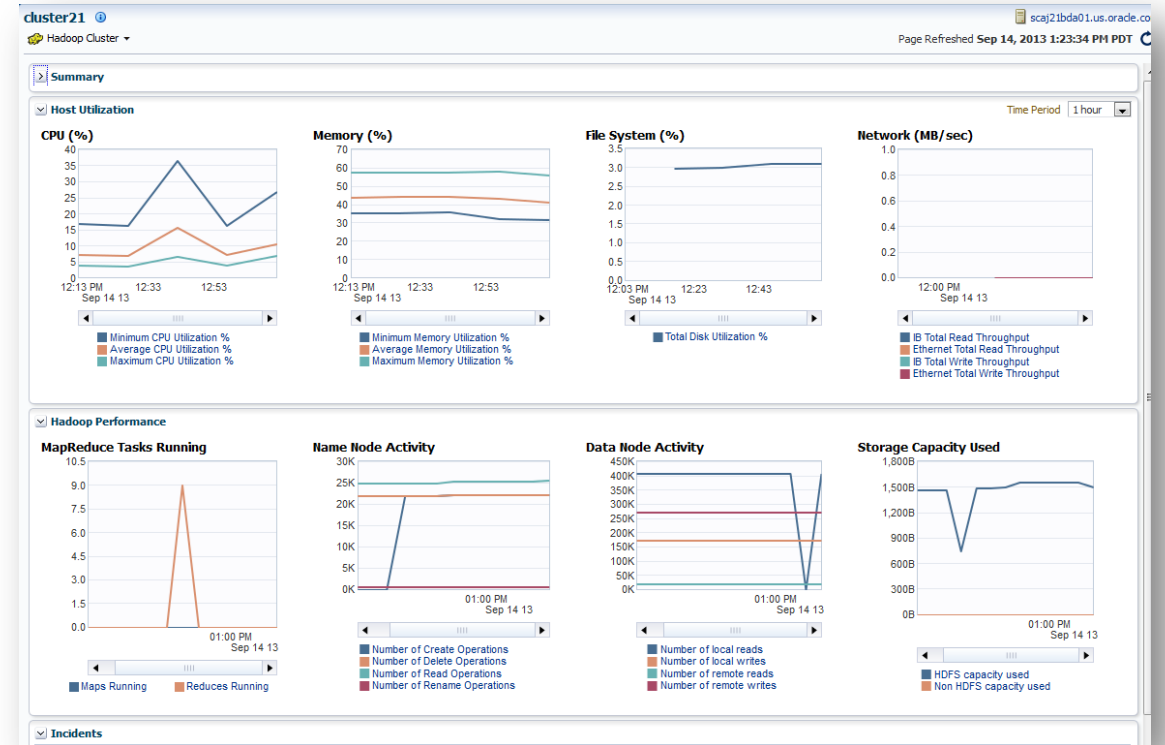 cluster21
scaj21bda01.us.oracle.co
Hadoop Cluster
Page Refreshed Sep 14, 2013 1:23:34 PM PDT
Summary
Host Utilization
Time Period 1 hour
CPU (%)
40
35
30
25
20
15
10
5
0
12:13 PM 12:33 12:53
Sep 14 13
Minimum CPU Utilization %
Average CPU Utilization %
Maximum CPU Utilization %
Memory (%)
70
60
50
40
30
20
10
0
12:13 PM 12:33 12:53
Sep 14 13
Minimum Memory Utilization %
Average Memory Utilization %
Maximum Memory Utilization %
File System (%)
3.5
3.0
2.5
2.0
1.5
1.0
0.5
0.0
12:03 PM 12:23 12:43
Sep 14 13
Total Disk Utilization %
Network (MB/sec)
1.0
0.8
0.6
0.4
0.2
0.0
12:00 PM
Sep 14 13
IB Total Read Throughput
Ethernet Total Read Throughput
IB Total Write Throughput
Ethernet Total Write Throughput
Hadoop Performance
MapReduce Tasks Running
10.5
9.0
7.5
6.0
4.5
3.0
1.5
0.0
01:00 PM
Sep 14 13
Maps Running Reduces Running
Name Node Activity
30K
25K
20K
15K
10K
5K
0K
01:00 PM
Sep 14 13
Number of Create Operations
Number of Delete Operations
Number of Read Operations
Number of Rename Operations
Data Node Activity
450K
400K
350K
300K
250K
200K
150K
100K
50K
0K
01:00 PM
Sep 14 13
Number of local reads
Number of local writes
Number of remote reads
Number of remote writes
Storage Capacity Used
1,800B
1,500B
1,200B
900B
600B
300B
0B
01:00 PM
Sep 14 13
HDFS capacity used
Non HDFS capacity used
Incidents